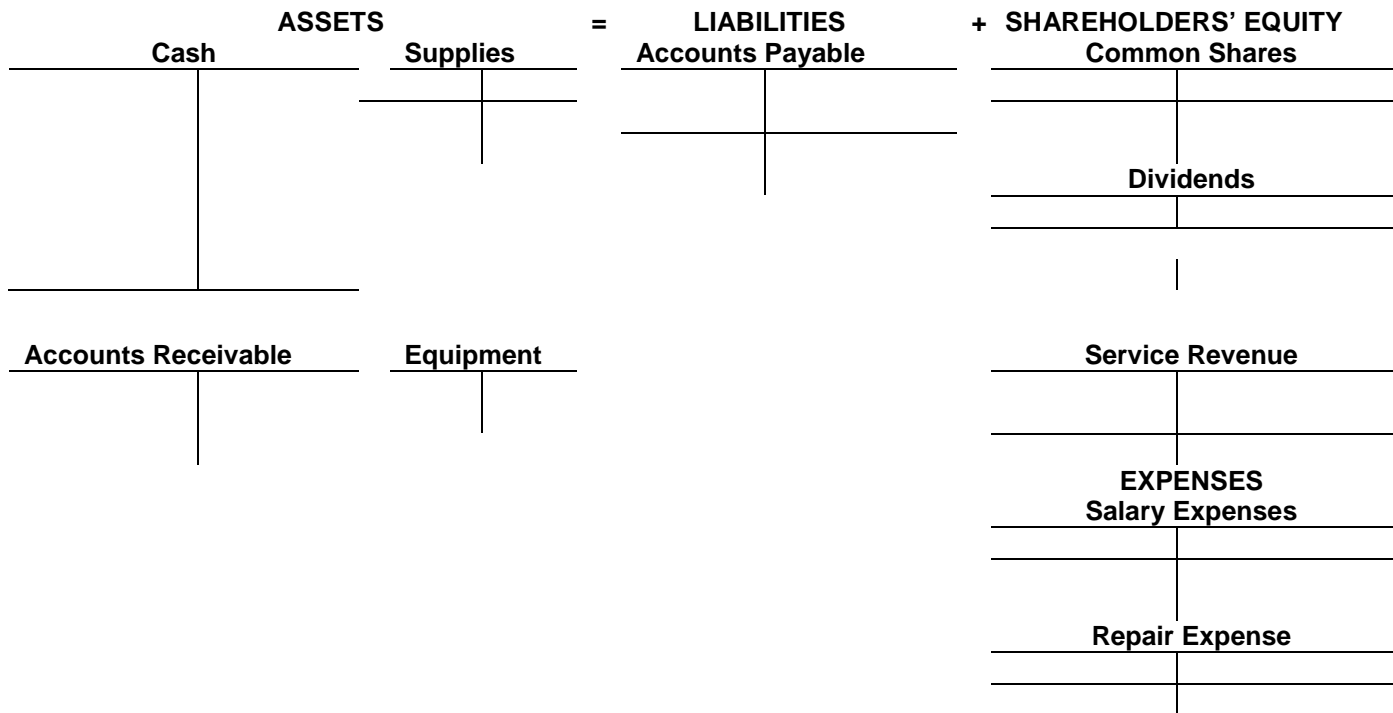 ASSETS = LIABILITIES + SHAREHOLDERS' EQUITY
Cash Supplies Accounts Payable Common Shares
Dividends
Accounts Receivable Equipment Service Revenue
EXPENSES
Salary Expenses
Repair Expense